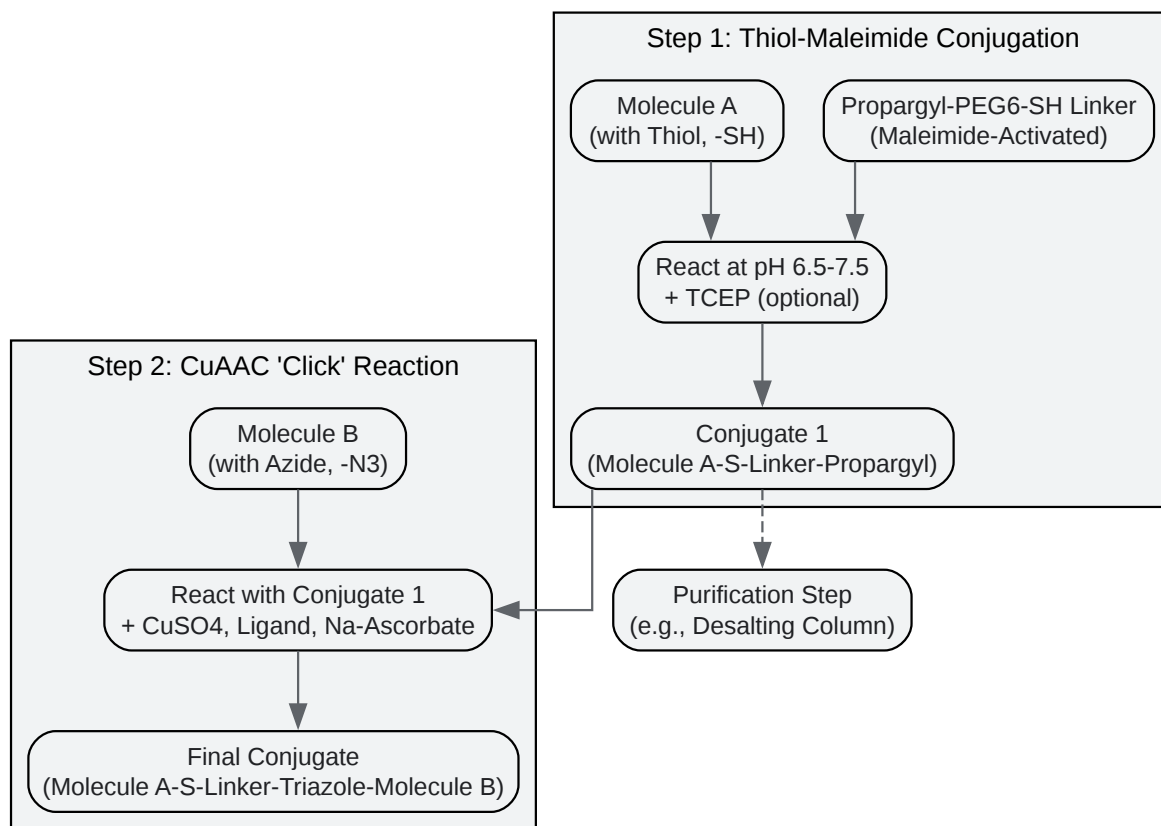 Step 1: Thiol-Maleimide Conjugation
Molecule A
(with Thiol, -SH)
Propargyl-PEG6-SH Linker
(Maleimide-Activated)
React at pH 6.5-7.5
+ TCEP (optional)
Conjugate 1
(Molecule A-S-Linker-Propargyl)
Purification Step
(e.g., Desalting Column)
Step 2: CuAAC 'Click' Reaction
Molecule B
(with Azide, -N3)
React with Conjugate 1
+ CuSO4, Ligand, Na-Ascorbate
Final Conjugate
(Molecule A-S-Linker-Triazole-Molecule B)